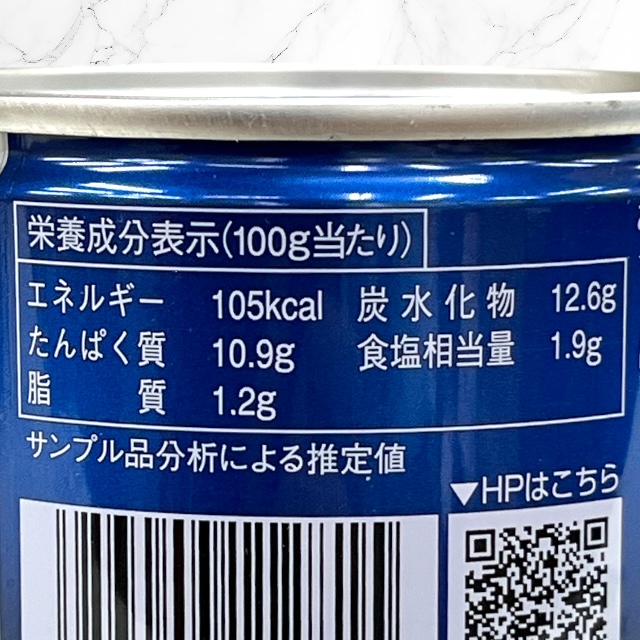 栄養成分表示(100g当たり)
エネルギー 105kcal 炭水化物 12.6g
たんぱく質 10.9g 食塩相当量 1.9g
脂質 1.2g
サンプル品分析による推定値
▼HPはこちら